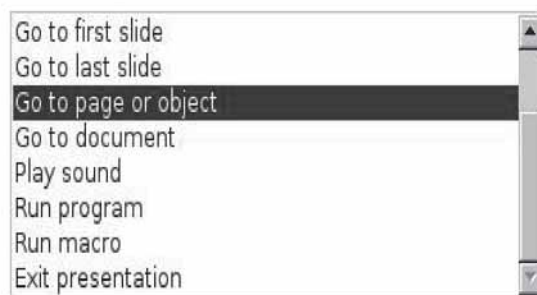 Go to first slide
Go to last slide
Go to page or object
Go to document
Play sound
Run program
Run macro
Exit presentation